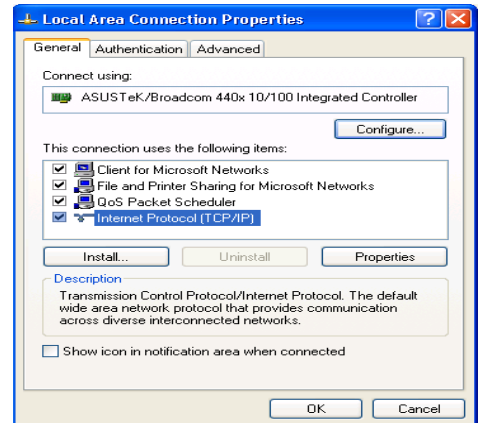 Local Area Connection Properties
General Authentication Advanced
Connect using:
ASUSTeK/Broadcom 440x 10/100 Integrated Controller
Configure...
This connection uses the following items:
Client for Microsoft Networks
File and Printer Sharing for Microsoft Networks
QoS Packet Scheduler
Internet Protocol (TCP/IP)
Install... Uninstall Properties
Description
Transmission Control Protocol/Internet Protocol. The default
wide area network protocol that provides communication
across diverse interconnected networks.
Show icon in notification area when connected
OK Cancel